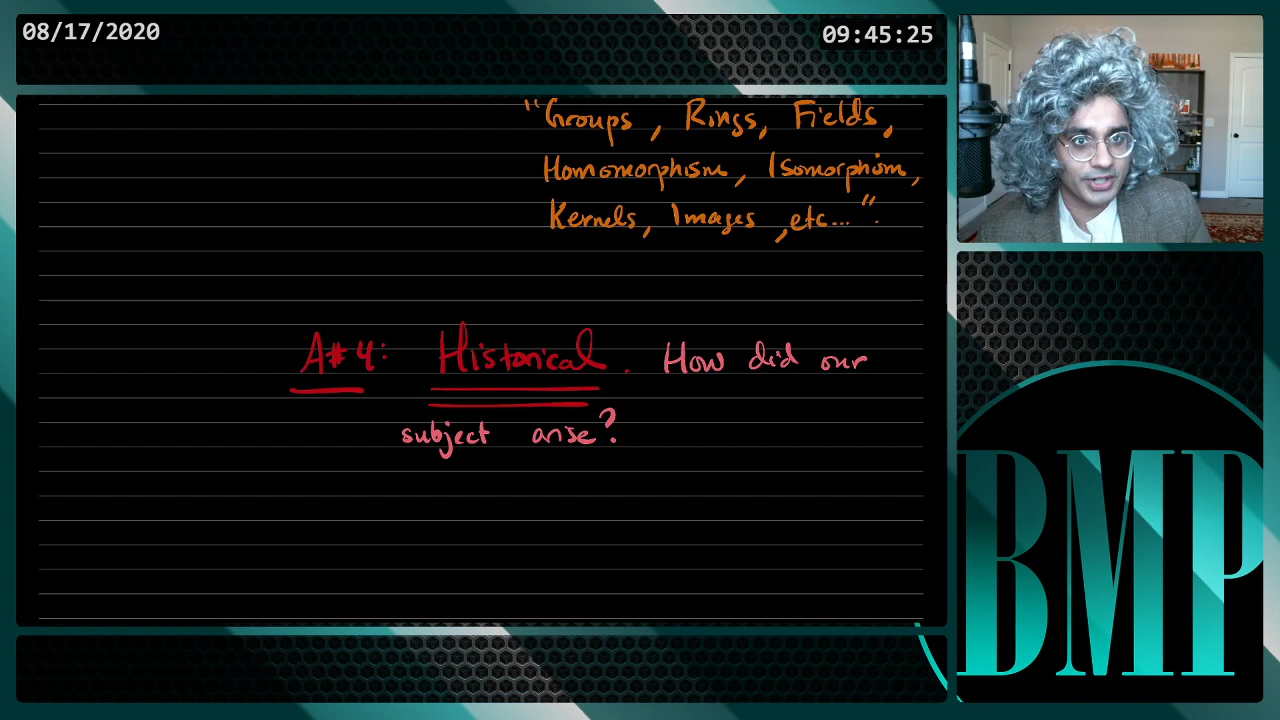 08/17/2020
09:45:25
"Groups, Rings, Fields,
Homomorphism, Isomorphism,
Kernels, Images, etc...".
A#4: Historical. How did our
subject arise?
BMP